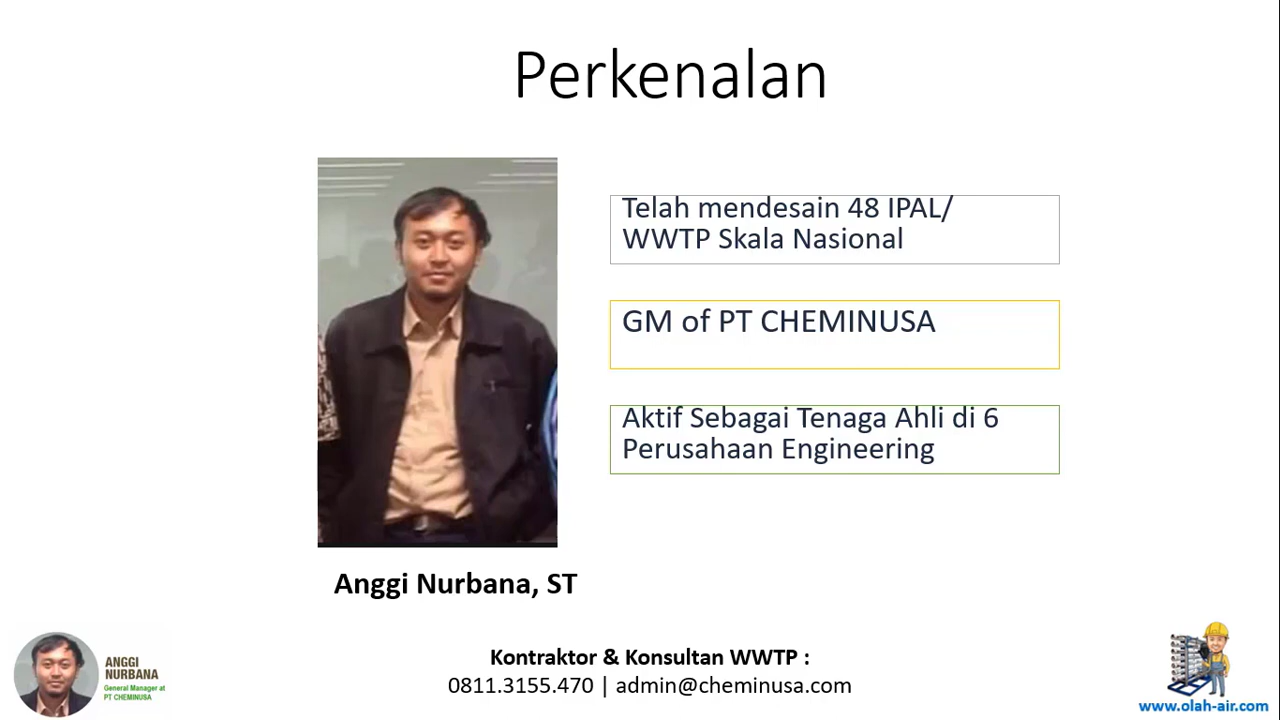 Perkenalan
Telah mendesain 48 IPAL/
WWTP Skala Nasional
GM of PT CHEMINUSA
Aktif Sebagai Tenaga Ahli di 6
Perusahaan Engineering
Anggi Nurbana, ST
Kontraktor & Konsultan WWTP :
0811.3155.470 | admin@cheminusa.com
ANGGI
NURBANA
General Manager at
PT CHEMINUSA
www.olah-air.com